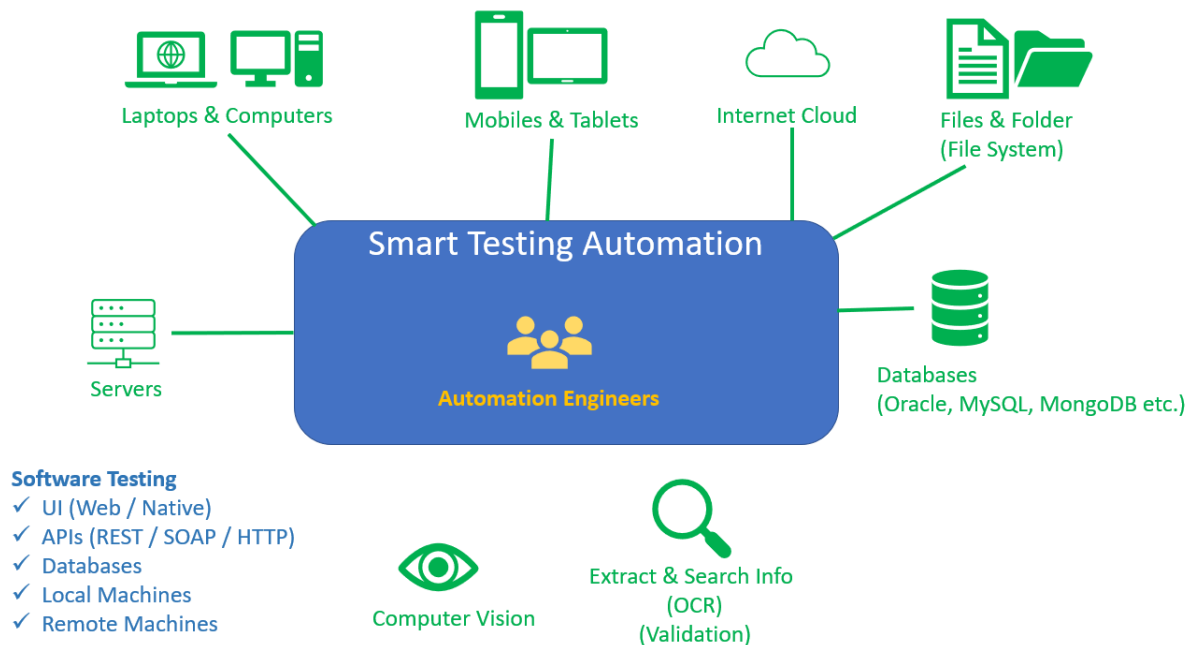 Laptops & Computers
Mobiles & Tablets
Internet Cloud
Files & Folder
(File System)
Smart Testing Automation
Automation Engineers
Servers
Databases
(Oracle, MySQL, MongoDB etc.)
Software Testing
✓ UI (Web / Native)
✓ APIs (REST / SOAP / HTTP)
✓ Databases
✓ Local Machines
✓ Remote Machines
Computer Vision
Extract & Search Info
(OCR)
(Validation)